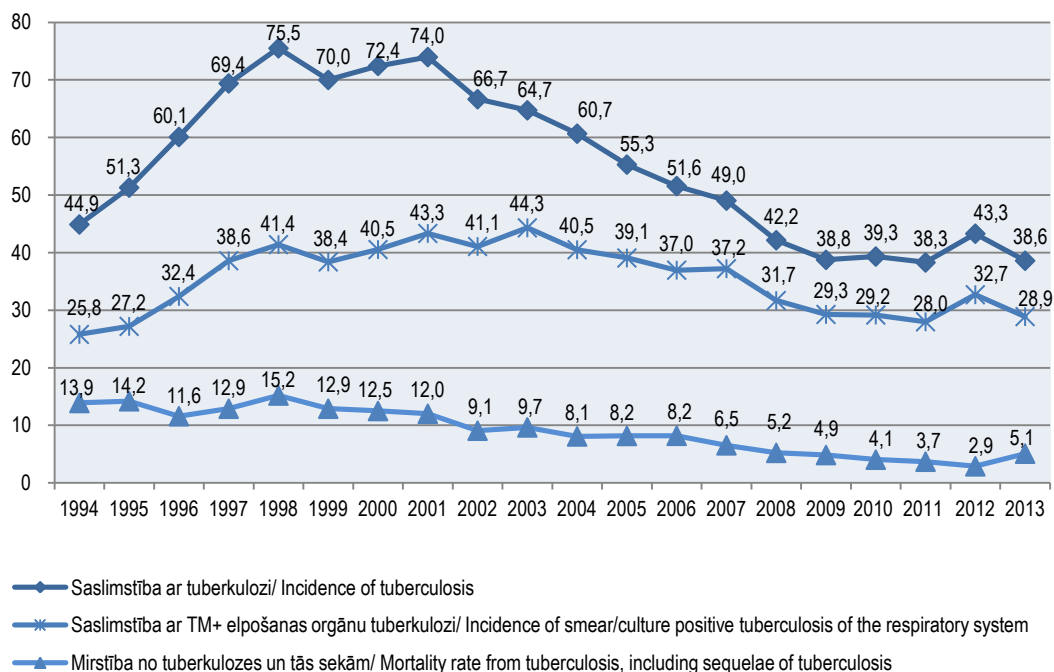 80
70
60
50
40
30
20
10
0
44,9 51,3 60,1 69,4 75,5 70,0 72,4 74,0 66,7 64,7 60,7 55,3 51,6 49,0 42,2 38,8 39,3 38,3 43,3 38,6
25,8 27,2 32,4 38,6 41,4 38,4 40,5 43,3 41,1 44,3 40,5 39,1 37,0 37,2 31,7 29,3 29,2 28,0 32,7 28,9
13,9 14,2 11,6 12,9 15,2 12,9 12,5 12,0 9,1 9,7 8,1 8,2 8,2 6,5 5,2 4,9 4,1 3,7 2,9 5,1
1994 1995 1996 1997 1998 1999 2000 2001 2002 2003 2004 2005 2006 2007 2008 2009 2010 2011 2012 2013
Saslimstība ar tuberkulozi/ Incidence of tuberculosis
Saslimstība ar TM+ elpošanas orgānu tuberkulozi/ Incidence of smear/culture positive tuberculosis of the respiratory system
Mirstība no tuberkulozes un tās sekām/ Mortality rate from tuberculosis, including sequelae of tuberculosis